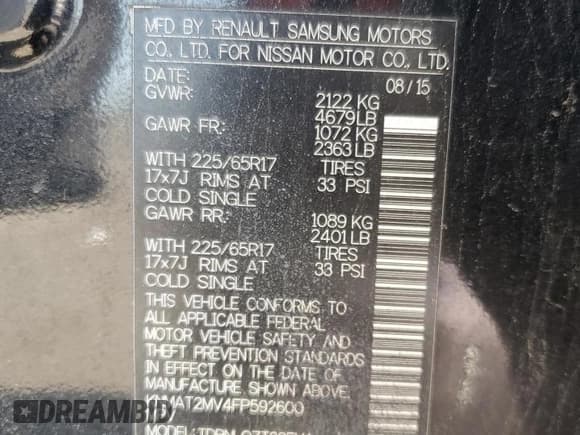 MFD BY RENAULT SAMSUNG MOTORS
CO., LTD. FOR NISSAN MOTOR CO., LTD.
DATE: 08/15
GVWR: 2122 KG
4679LB
GAWR FR: 1072 KG
2363 LB
WITH 225/65R17 TIRES
17x7J RIMS AT 33 PSI
COLD SINGLE
GAWR RR: 1089 KG
2401 LB
WITH 225/65R17 TIRES
17x7J RIMS AT 33 PSI
COLD SINGLE
THIS VEHICLE CONFORMS TO
ALL APPLICABLE FEDERAL
MOTOR VEHICLE SAFETY AND
THEFT PREVENTION STANDARDS
IN EFFECT ON THE DATE OF
MANUFACTURE SHOWN ABOVE.
KNMAT2MV4FP592600
DEALERSCARFAX.COM